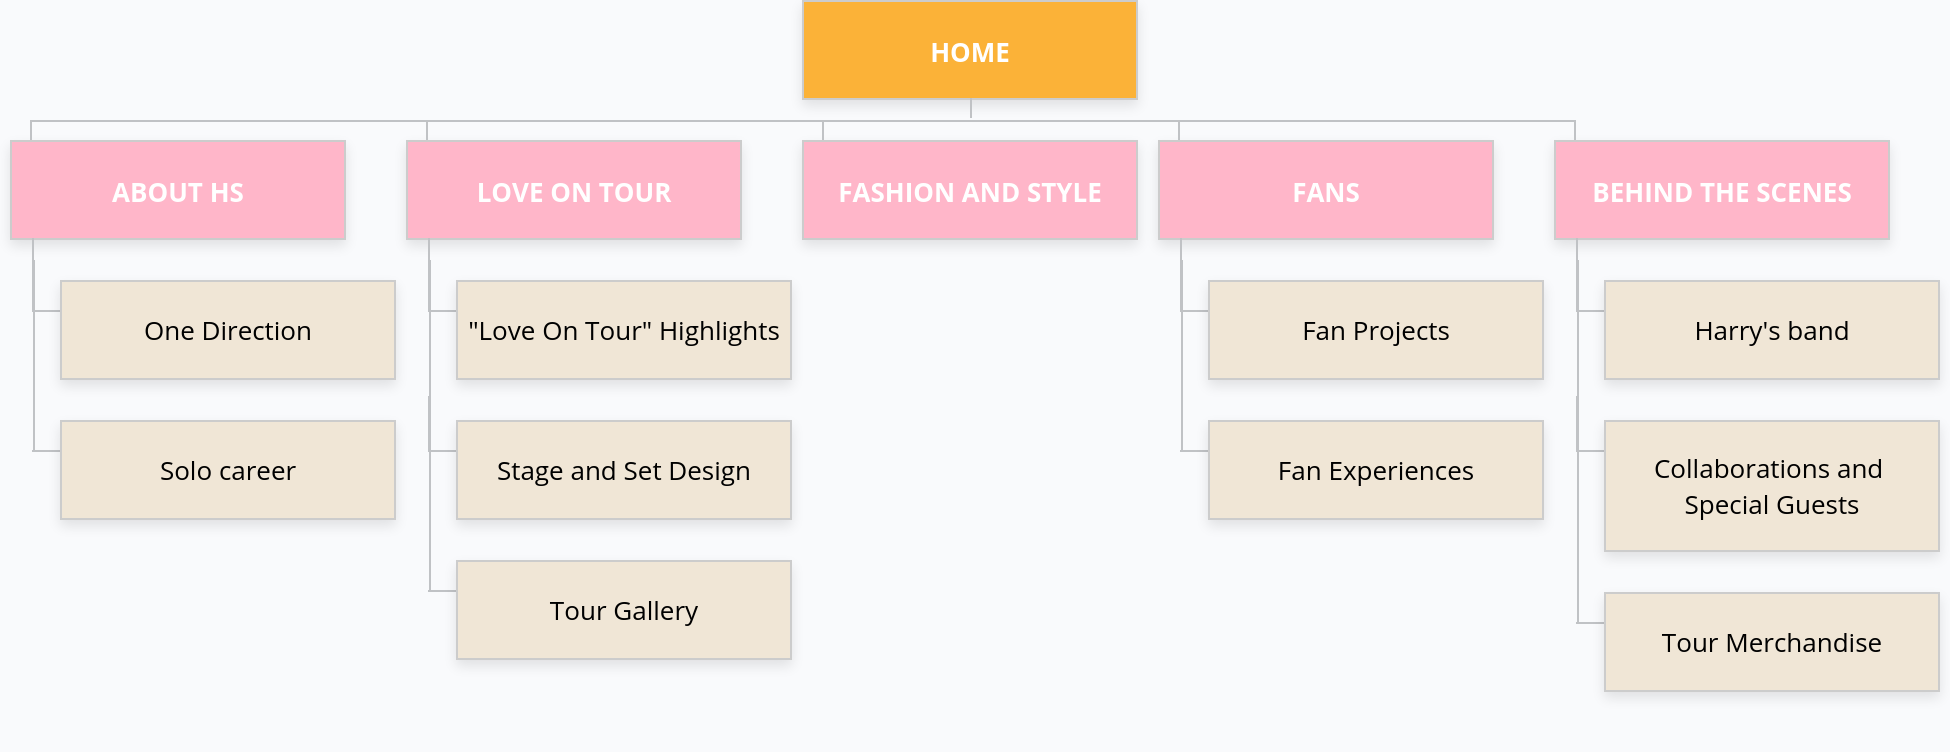 HOME
ABOUT HS
LOVE ON TOUR
FASHION AND STYLE
FANS
BEHIND THE SCENES
One Direction
Solo career
"Love On Tour" Highlights
Stage and Set Design
Tour Gallery
Fan Projects
Fan Experiences
Harry's band
Collaborations and
Special Guests
Tour Merchandise